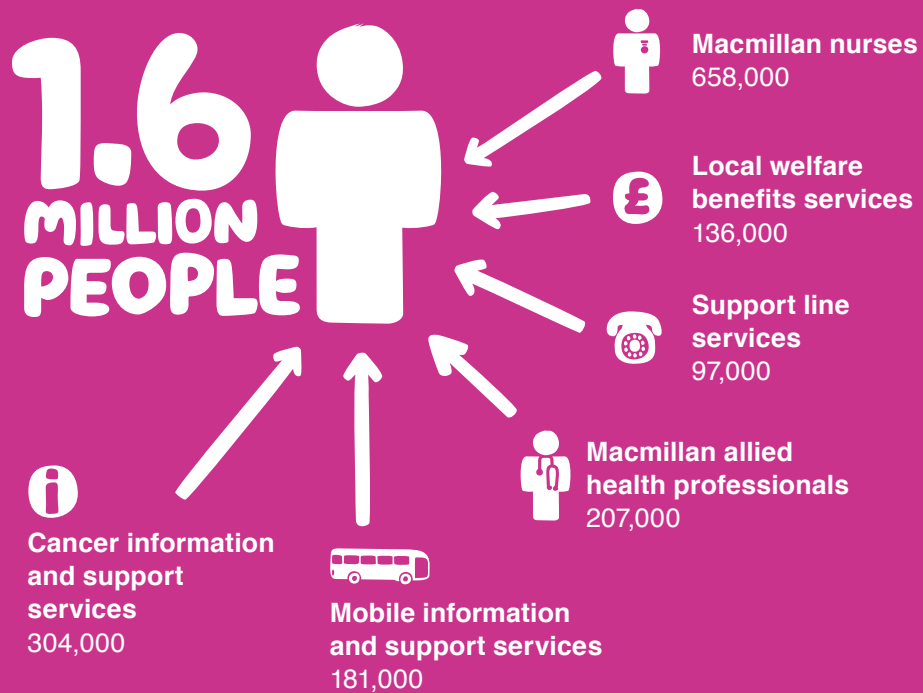 1.6
MILLION
PEOPLE
Macmillan nurses
658,000
Local welfare
benefits services
136,000
£
Support line
services
97,000
Macmillan allied
health professionals
207,000
i
Cancer information
and support
services
304,000
Mobile information
and support services
181,000